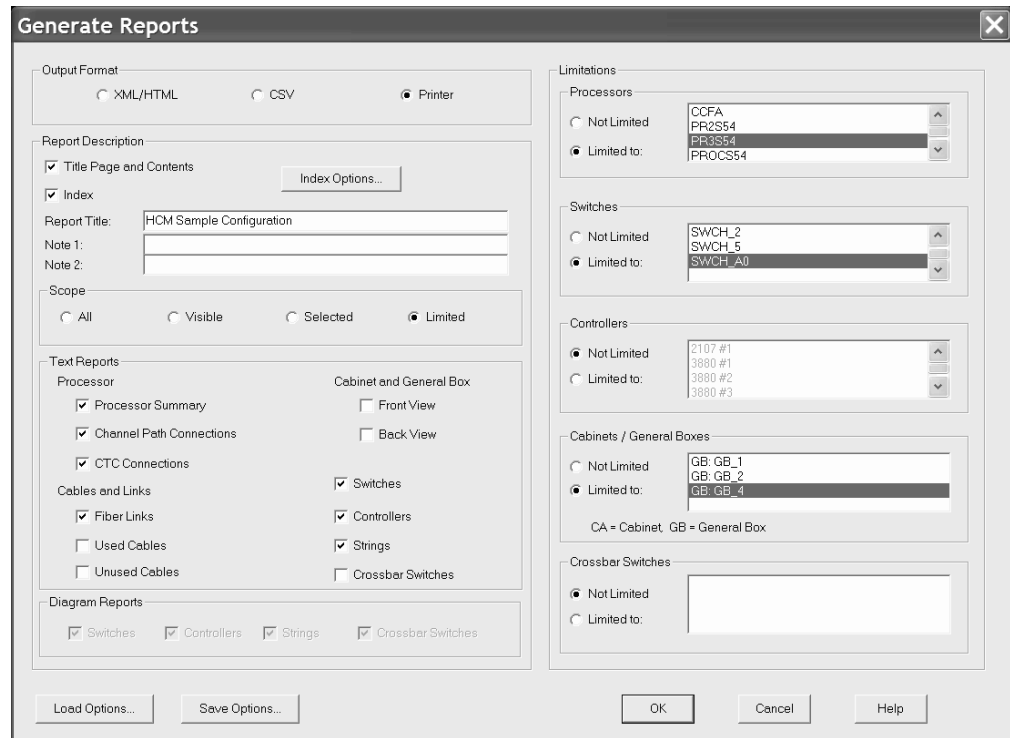 Generate Reports
Output Format
XML/HTML
CSV
Printer
Report Description
Title Page and Contents
Index Options...
Index
Report Title:
HCM Sample Configuration
Note 1:
Note 2:
Scope
All
Visible
Selected
Limited
Text Reports
Processor
Processor Summary
Channel Path Connections
CTC Connections
Cables and Links
Fiber Links
Used Cables
Unused Cables
Cabinet and General Box
Front View
Back View
Switches
Controllers
Strings
Crossbar Switches
Diagram Reports
Switches
Controllers
Strings
Crossbar Switches
Limitations
Processors
Not Limited
Limited to:
CCFA
PR2S54
PR3S54
PROCS54
Switches
Not Limited
Limited to:
SWCH_2
SWCH_5
SWCH_A0
Controllers
Not Limited
Limited to:
2107 #1
3880 #1
3880 #2
3880 #3
Cabinets / General Boxes
Not Limited
Limited to:
GB: GB_1
GB: GB_2
GB: GB_4
CA = Cabinet, GB = General Box
Crossbar Switches
Not Limited
Limited to:
Load Options...
Save Options...
OK
Cancel
Help